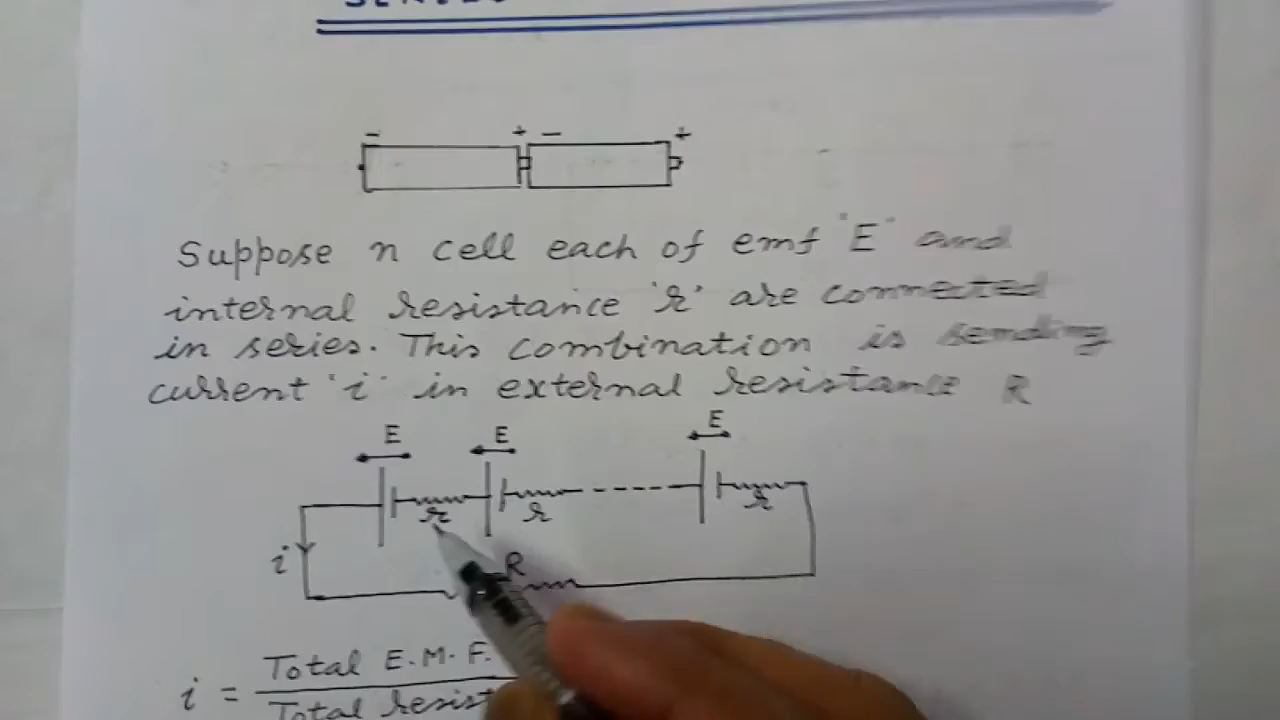 - + - +
Suppose n cell each of emf "E" and
internal resistance 'r' are connected
in series. This combination is sending
current 'i' in external resistance R
E E E
r r r
i
R
i = Total E.M.F.
Total resist